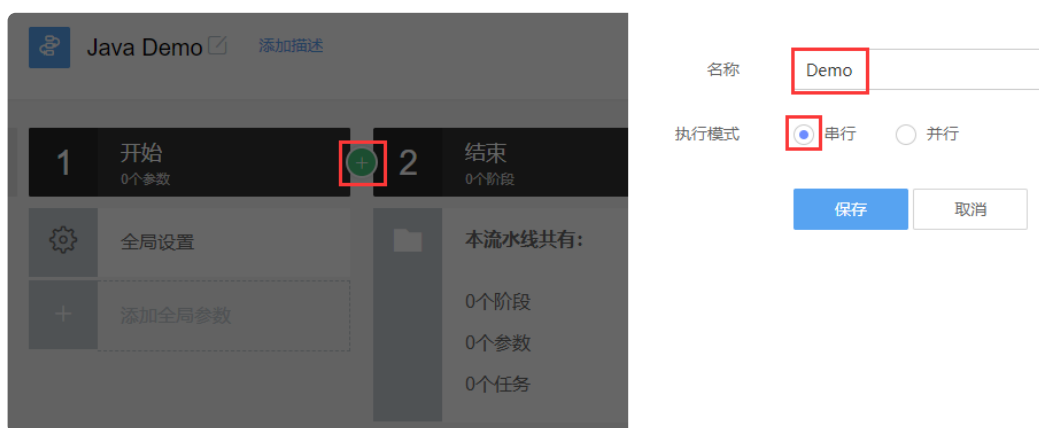 Java Demo 添加描述
1 开始 0个参数
2 结束 0个阶段
全局设置
添加全局参数
本流水线共有:
0个阶段
0个参数
0个任务
名称 Demo
执行模式 串行 并行
保存 取消